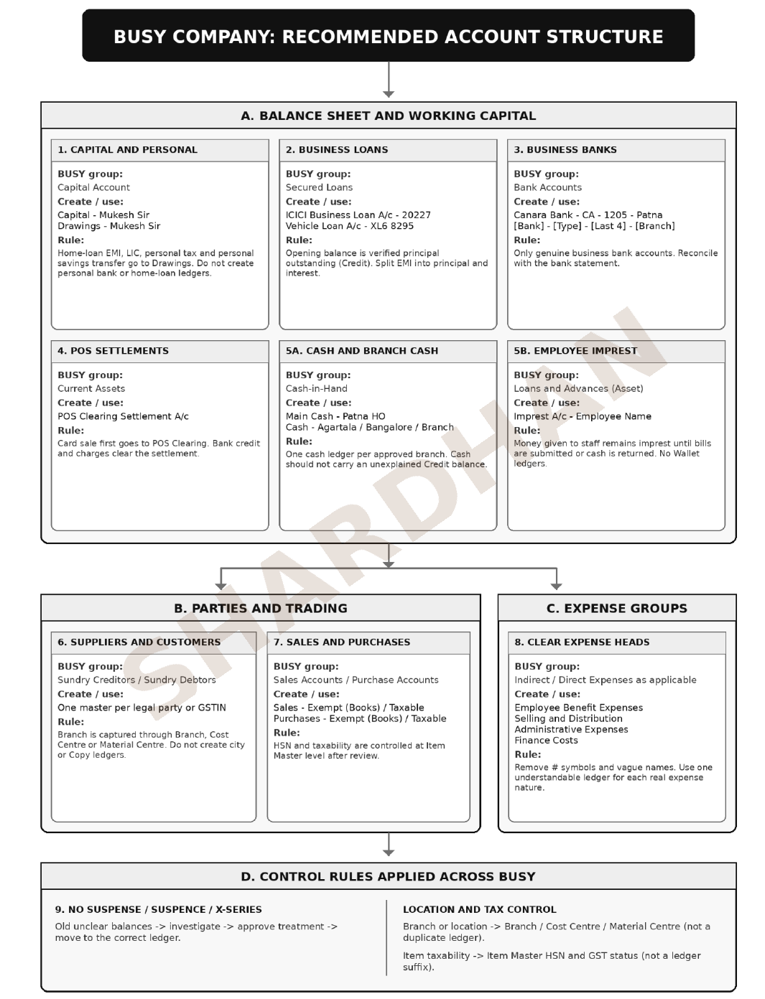 BUSY COMPANY: RECOMMENDED ACCOUNT STRUCTURE
A. BALANCE SHEET AND WORKING CAPITAL
1. CAPITAL AND PERSONAL
BUSY group:
Capital Account
Create / use:
Capital - Mukesh Sir
Drawings - Mukesh Sir
Rule:
Home-loan EMI, LIC, personal tax and personal
savings transfer go to Drawings. Do not create
personal bank or home-loan ledgers.
2. BUSINESS LOANS
BUSY group:
Secured Loans
Create / use:
ICICI Business Loan A/c - 20227
Vehicle Loan A/c - XL6 8295
Rule:
Opening balance is verified principal
outstanding (Credit). Split EMI into principal and
interest.
3. BUSINESS BANKS
BUSY group:
Bank Accounts
Create / use:
Canara Bank - CA - 1205 - Patna
[Bank] - [Type] - [Last 4] - [Branch]
Rule:
Only genuine business bank accounts. Reconcile
with the bank statement.
4. POS SETTLEMENTS
BUSY group:
Current Assets
Create / use:
POS Clearing Settlement A/c
Rule:
Card sale first goes to POS Clearing. Bank credit
and charges clear the settlement.
5A. CASH AND BRANCH CASH
BUSY group:
Cash-in-Hand
Create / use:
Main Cash - Patna HO
Cash - Agartala / Bangalore / Branch
Rule:
One cash ledger per approved branch. Cash
should not carry an unexplained Credit balance.
5B. EMPLOYEE IMPREST
BUSY group:
Loans and Advances (Asset)
Create / use:
Imprest A/c - Employee Name
Rule:
Money given to staff remains imprest until bills
are submitted or cash is returned. No Wallet
ledgers.
SHARDHAN
B. PARTIES AND TRADING
6. SUPPLIERS AND CUSTOMERS
BUSY group:
Sundry Creditors / Sundry Debtors
Create / use:
One master per legal party or GSTIN
Rule:
Branch is captured through Branch, Cost
Centre or Material Centre. Do not create city
or Copy ledgers.
7. SALES AND PURCHASES
BUSY group:
Sales Accounts / Purchase Accounts
Create / use:
Sales - Exempt (Books) / Taxable
Purchases - Exempt (Books) / Taxable
Rule:
HSN and taxability are controlled at Item
Master level after review.
C. EXPENSE GROUPS
8. CLEAR EXPENSE HEADS
BUSY group:
Indirect / Direct Expenses as applicable
Create / use:
Employee Benefit Expenses
Selling and Distribution
Administrative Expenses
Finance Costs
Rule:
Remove # symbols and vague names. Use one
understandable ledger for each real expense
nature.
D. CONTROL RULES APPLIED ACROSS BUSY
9. NO SUSPENSE / SUSPENCE / X-SERIES
Old unclear balances -> investigate -> approve treatment ->
move to the correct ledger.
LOCATION AND TAX CONTROL
Branch or location -> Branch / Cost Centre / Material Centre (not a
duplicate ledger).
Item taxability -> Item Master HSN and GST status (not a ledger
suffix).